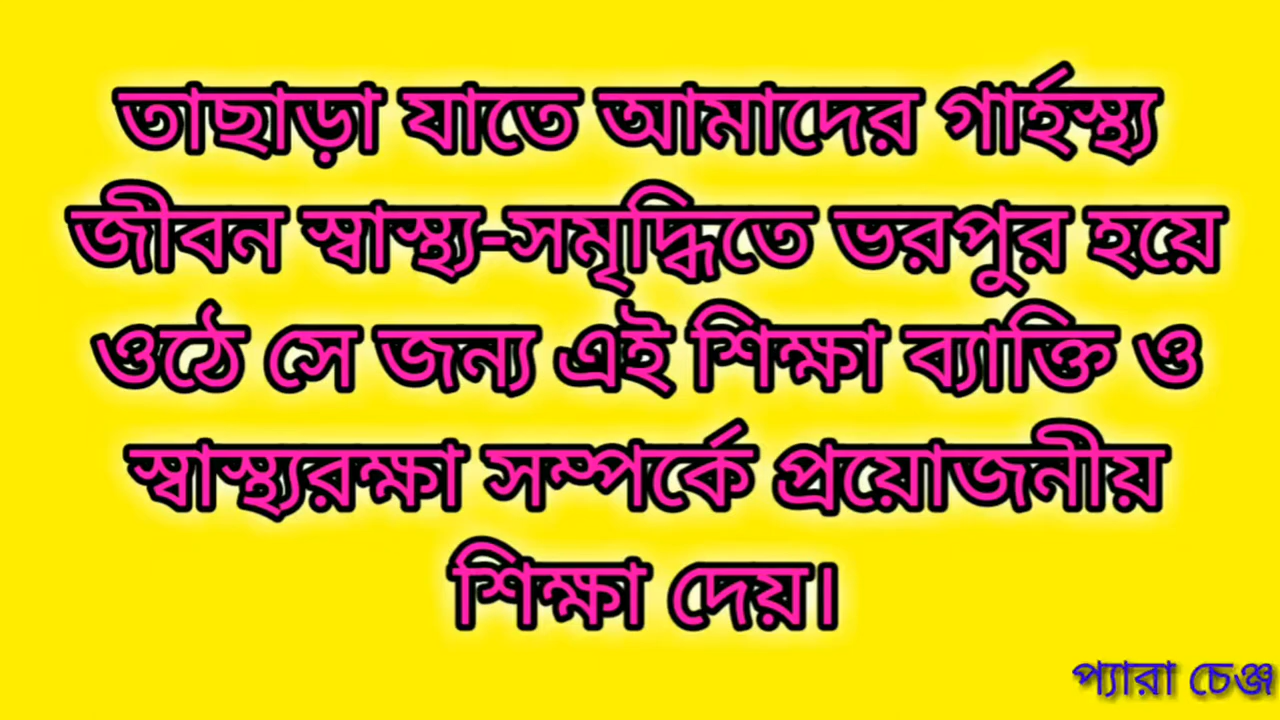 তাছাড়া যাতে আমাদের গার্হস্থ্য
জীবন স্বাস্থ্য-সমৃদ্ধিতে ভরপুর হয়ে
ওঠে সে জন্য এই শিক্ষা ব্যাক্তি ও
স্বাস্থ্যরক্ষা সম্পর্কে প্রয়োজনীয়
শিক্ষা দেয়।
প্যারা চেঞ্জ